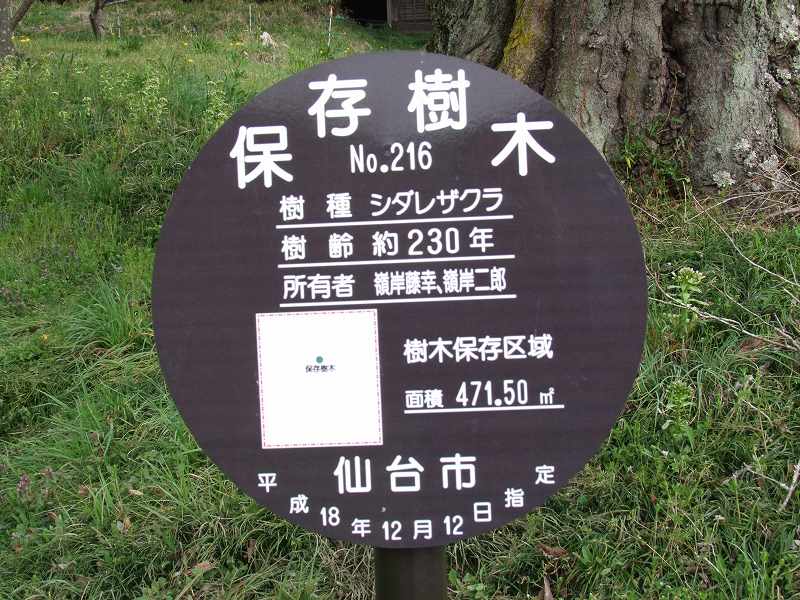 保存樹木
No.216
樹種 シダレザクラ
樹齢 約230年
所有者 嶺岸藤幸、嶺岸二郎
保存樹木
樹木保存区域
面積 471.50 ㎡
仙台市
平成18年12月12日指定